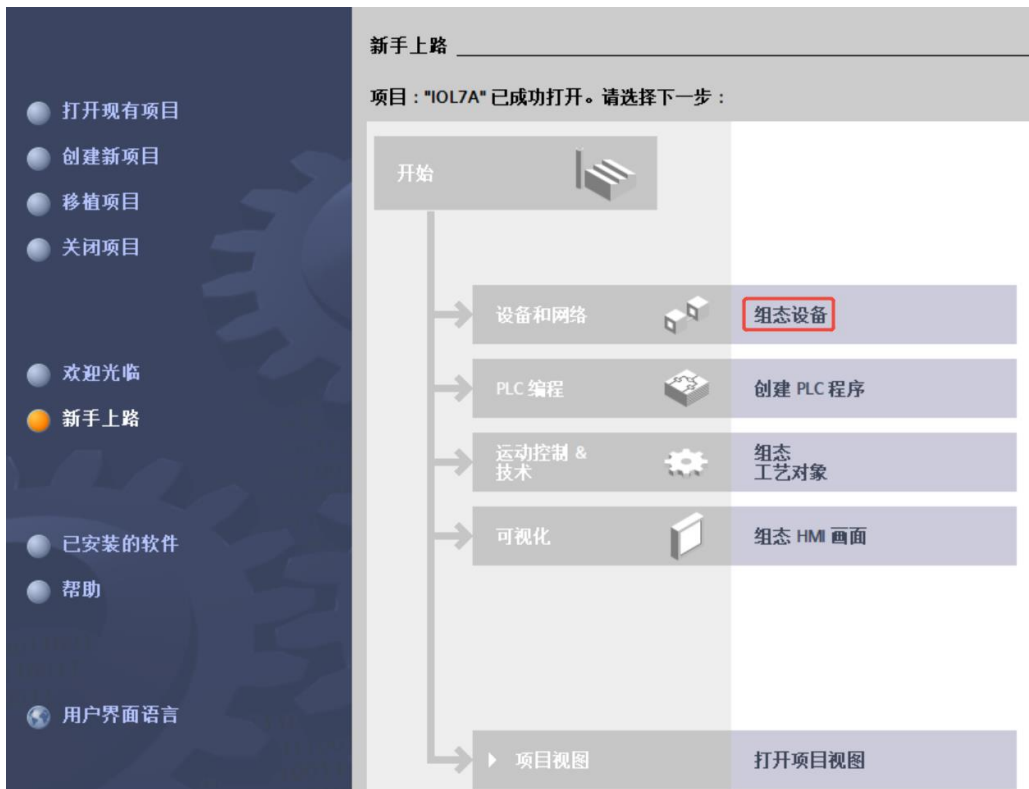 新手上路
打开现有项目
创建新项目
移植项目
关闭项目
欢迎光临
新手上路
已安装的软件
帮助
用户界面语言
项目："IOL7A" 已成功打开。请选择下一步：
开始
设备和网络
组态设备
PLC 编程
创建 PLC 程序
运动控制 &
技术
组态
工艺对象
可视化
组态 HMI 画面
项目视图
打开项目视图